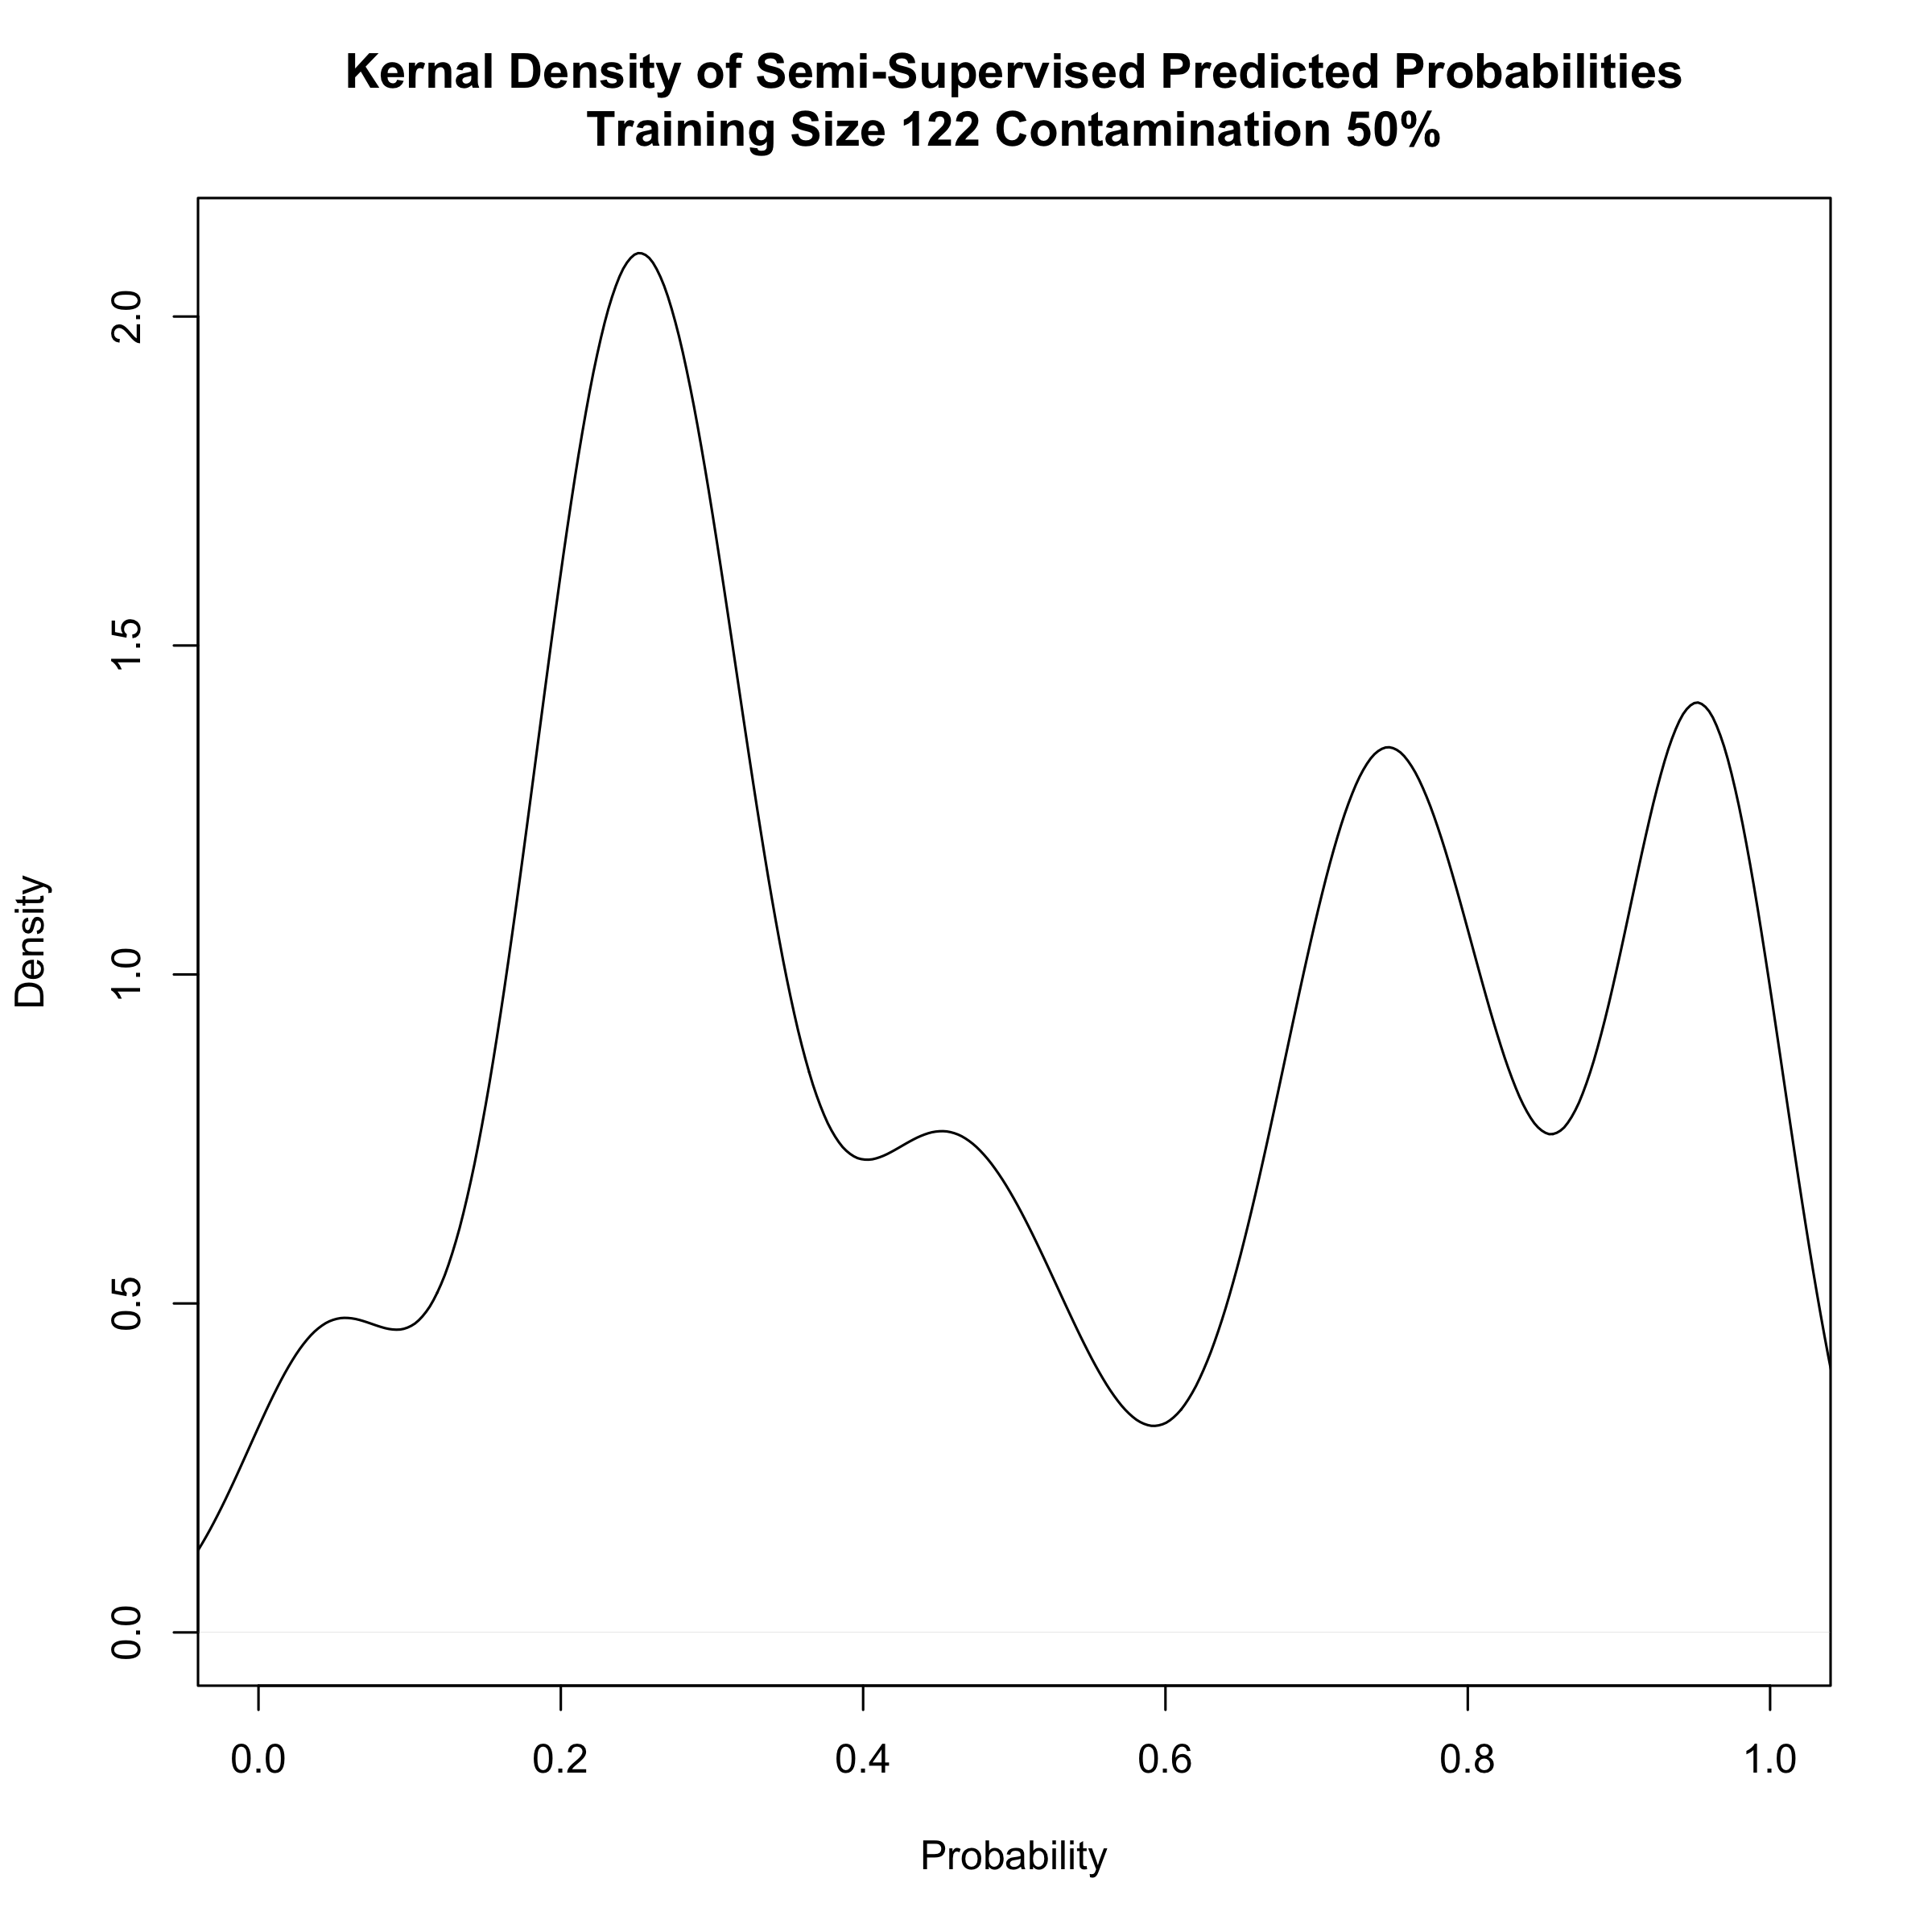 Kernal Density of Semi-Supervised Predicted Probabilities
Training Size 122 Contamination 50%
Density
2.0
1.5
1.0
0.5
0.0
0.0 0.2 0.4 0.6 0.8 1.0
Probability